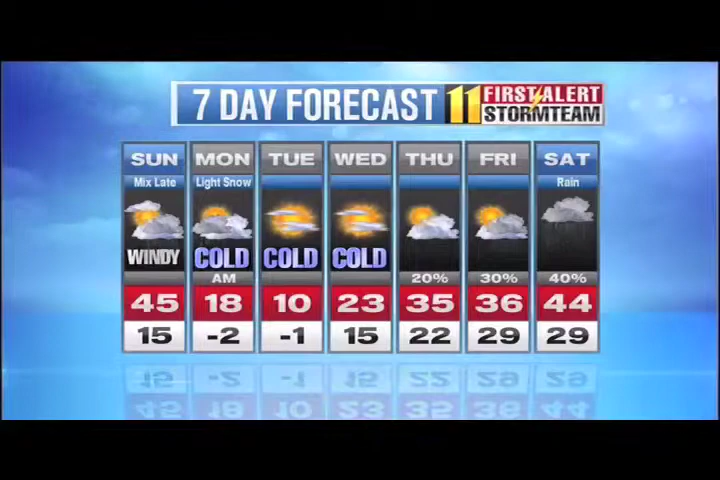 7 DAY FORECAST 11 FIRST ALERT
STORMTEAM
SUN MON TUE WED THU FRI SAT
Mix Late Light Snow Rain
WINDY COLD COLD COLD
AM 20% 30% 40%
45 18 10 23 35 36 44
15 -2 -1 15 22 29 29